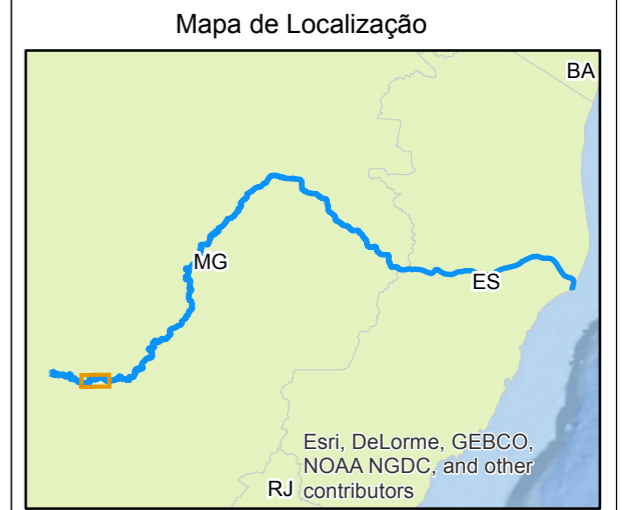 Mapa de Localização
BA
MG
ES
Esri, DeLorme, GEBCO,
NOAA NGDC, and other
RJ contributors